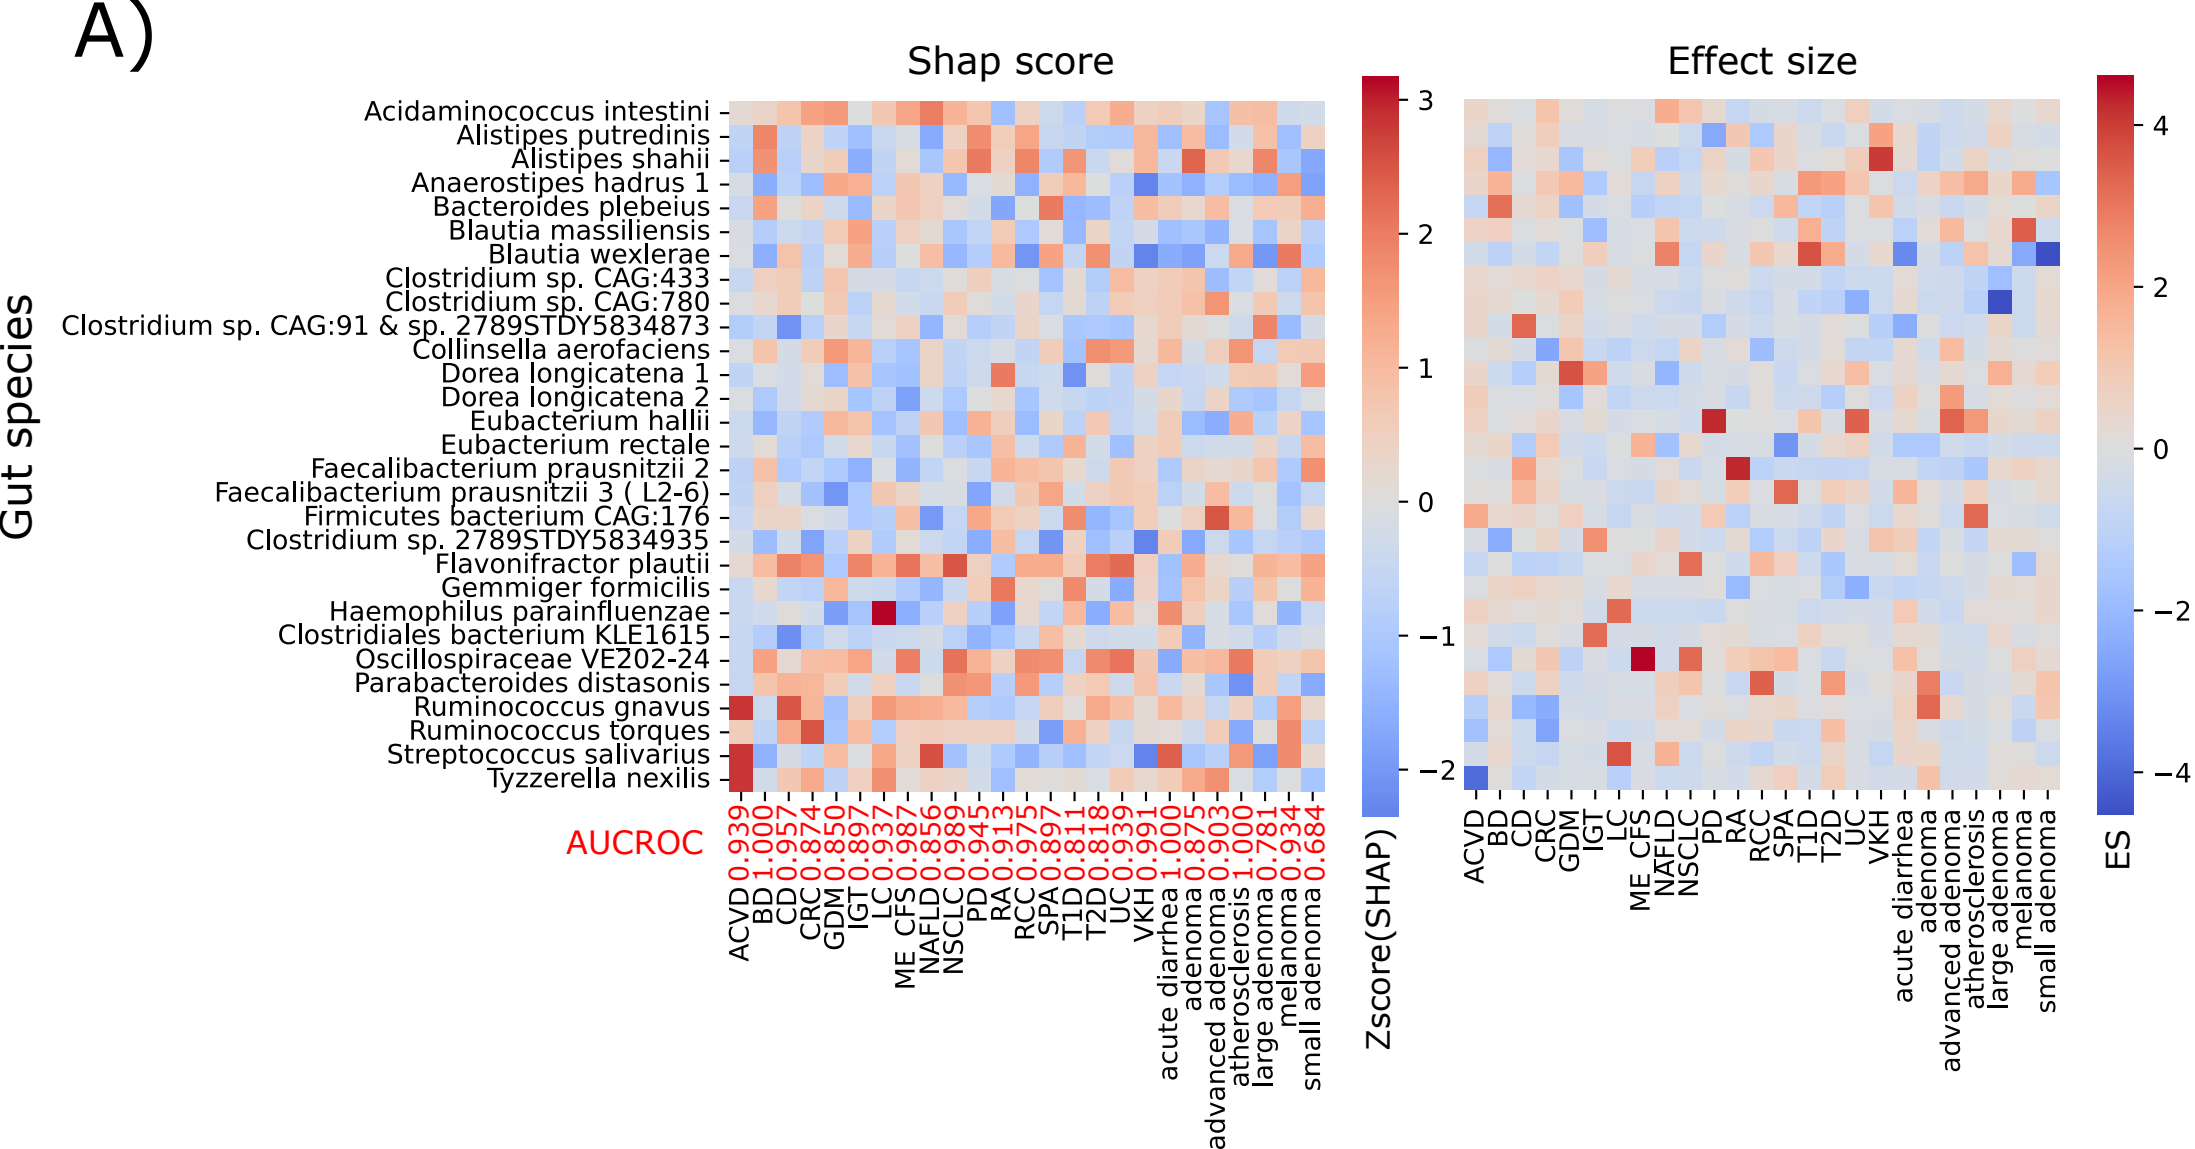 A)
Shap score
Effect size
Gut species
Acidaminococcus intestini
Alistipes putredinis
Alistipes shahii
Anaerostipes hadrus 1
Bacteroides plebeius
Blautia massiliensis
Blautia wexlerae
Clostridium sp. CAG:433
Clostridium sp. CAG:780
Clostridium sp. CAG:91 & sp. 2789STDY5834873
Collinsella aerofaciens
Dorea longicatena 1
Dorea longicatena 2
Eubacterium hallii
Eubacterium rectale
Faecalibacterium prausnitzii 2
Faecalibacterium prausnitzii 3 ( L2-6)
Firmicutes bacterium CAG:176
Clostridium sp. 2789STDY5834935
Flavonifractor plautii
Gemmiger formicilis
Haemophilus parainfluenzae
Clostridiales bacterium KLE1615
Oscillospiraceae VE202-24
Parabacteroides distasonis
Ruminococcus gnavus
Ruminococcus torques
Streptococcus salivarius
Tyzzerella nexilis
AUCROC
ACVD 0.939
BD 1.000
CD 0.957
CRC 0.874
GDM 0.850
IGT 0.897
LC 0.937
ME_CFS 0.987
NAFLD 0.856
NSCLC 0.989
PD 0.945
RA 0.913
RCC 0.975
SPA 0.897
T1D 0.811
T2D 0.818
UC 0.939
VKH 0.991
acute diarrhea 1.000
adenoma 0.875
advanced adenoma 0.903
atherosclerosis 1.000
large adenoma 0.781
melanoma 0.934
small adenoma 0.684
3
2
1
0
−1
−2
Zscore(SHAP)
ACVD
BD
CD
CRC
GDM
IGT
LC
ME_CFS
NAFLD
NSCLC
PD
RA
RCC
SPA
T1D
T2D
UC
VKH
acute diarrhea
adenoma
advanced adenoma
atherosclerosis
large adenoma
melanoma
small adenoma
4
2
0
−2
−4
ES